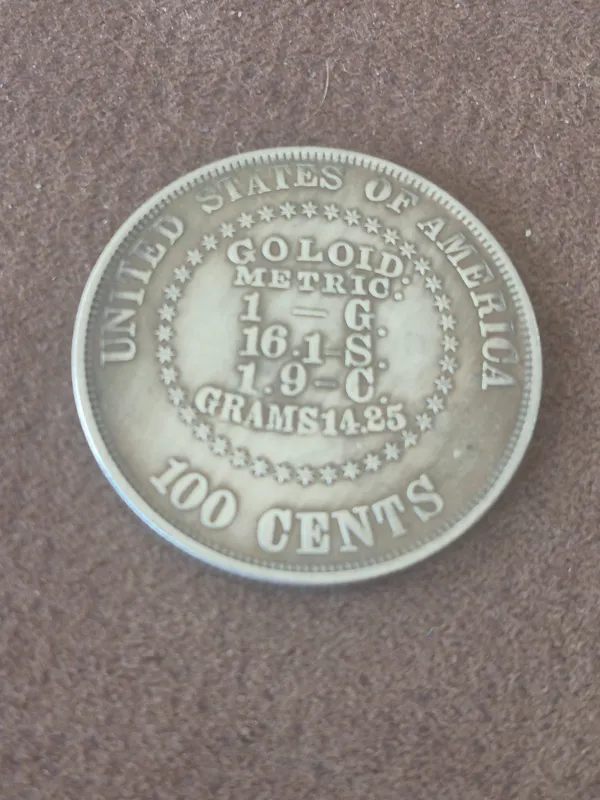 UNITED STATES OF AMERICA
GOLOID
METRIC.
1 — G.
16.1-S.
1.9-C.
GRAMS 14.25
100 CENTS